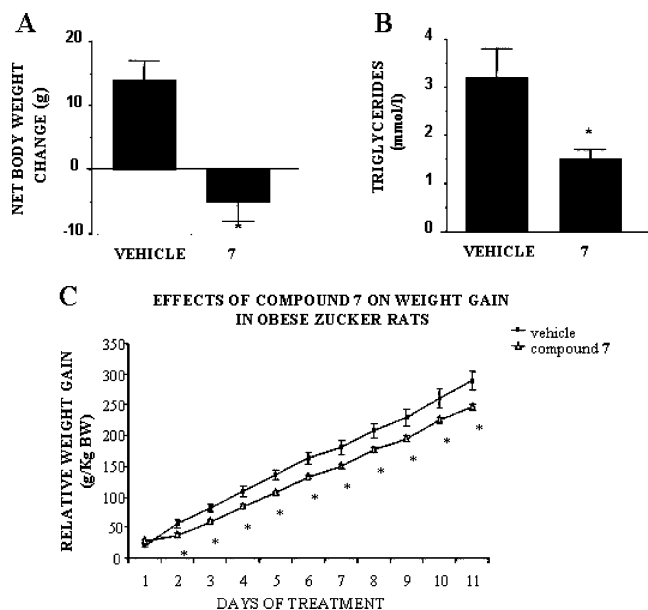 A
NET BODY WEIGHT
CHANGE (g)
20
10
0
-10
*
VEHICLE 7
B
TRIGLYCERIDES
(mmol/l)
4
3
2
1
0
*
VEHICLE 7
C
EFFECTS OF COMPOUND 7 ON WEIGHT GAIN
IN OBESE ZUCKER RATS
vehicle
compound 7
RELATIVE WEIGHT GAIN
(g/Kg BW)
350
300
250
200
150
100
50
0
* * * * * * * * * *
1 2 3 4 5 6 7 8 9 10 11
DAYS OF TREATMENT